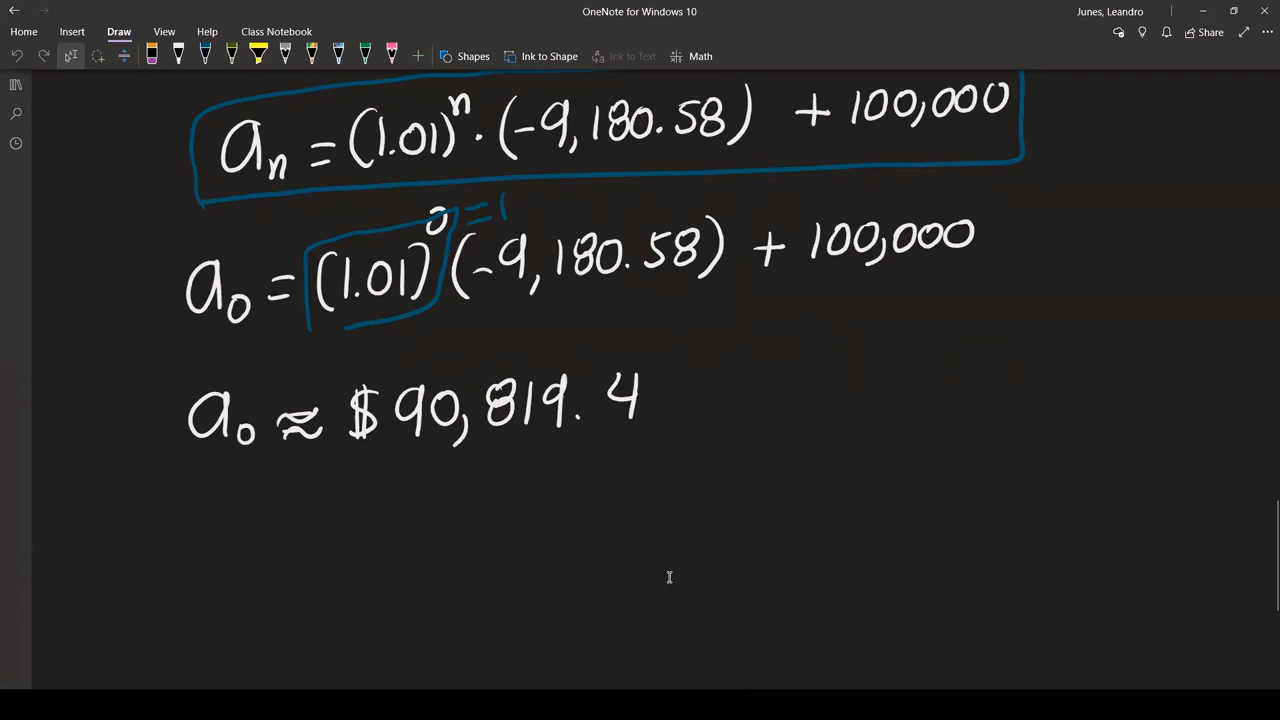 OneNote for Windows 10
Junes, Leandro
Home Insert Draw View Help Class Notebook
Share
Shapes Ink to Shape Ink to Text Math
aₙ = (1.01)ⁿ · (-9,180.58) + 100,000
= 1
a₀ = (1.01)⁰ (-9,180.58) + 100,000
a₀ ≈ $90,819.4